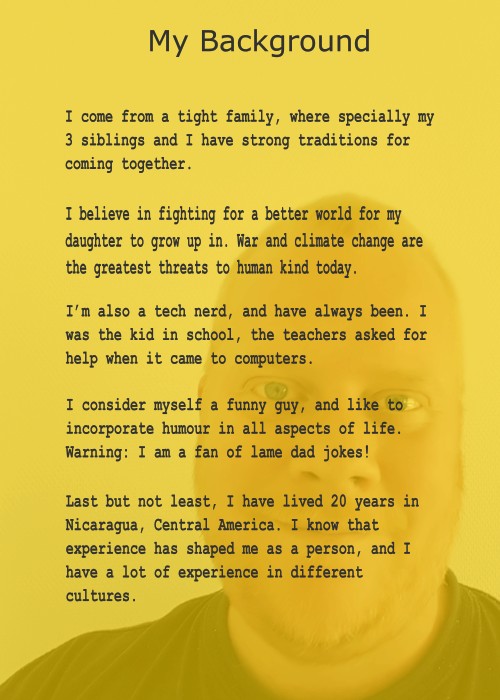 My Background
I come from a tight family, where specially my
3 siblings and I have strong traditions for
coming together.
I believe in fighting for a better world for my
daughter to grow up in. War and climate change are
the greatest threats to human kind today.
I’m also a tech nerd, and have always been. I
was the kid in school, the teachers asked for
help when it came to computers.
I consider myself a funny guy, and like to
incorporate humour in all aspects of life.
Warning: I am a fan of lame dad jokes!
Last but not least, I have lived 20 years in
Nicaragua, Central America. I know that
experience has shaped me as a person, and I
have a lot of experience in different
cultures.